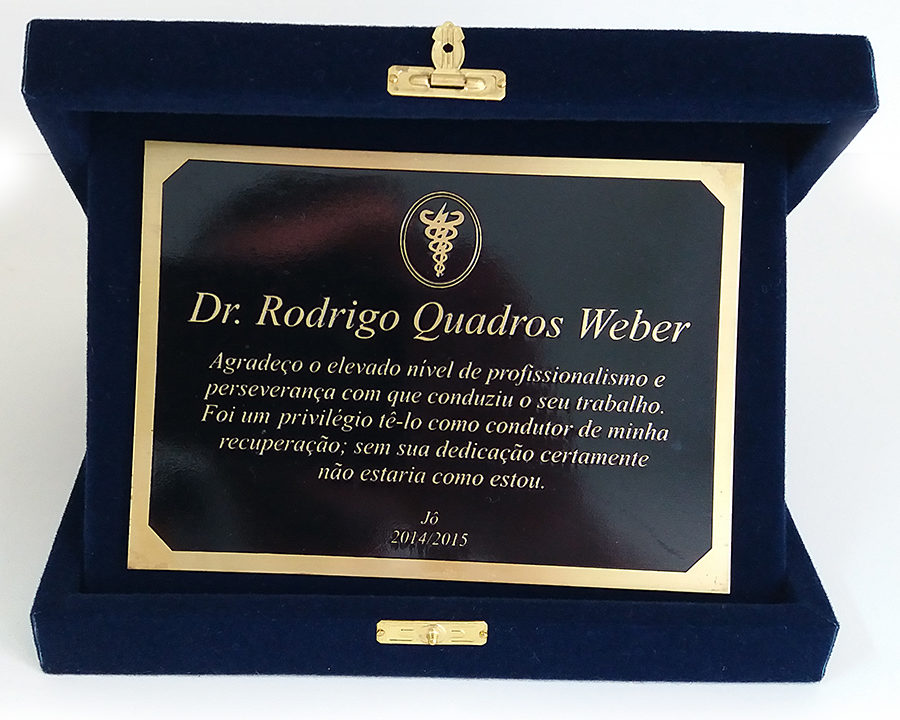 Dr. Rodrigo Quadros Weber
Agradeço o elevado nível de profissionalismo e
perseverança com que conduziu o seu trabalho.
Foi um privilégio tê-lo como condutor de minha
recuperação; sem sua dedicação certamente
não estaria como estou.
Jô
2014/2015